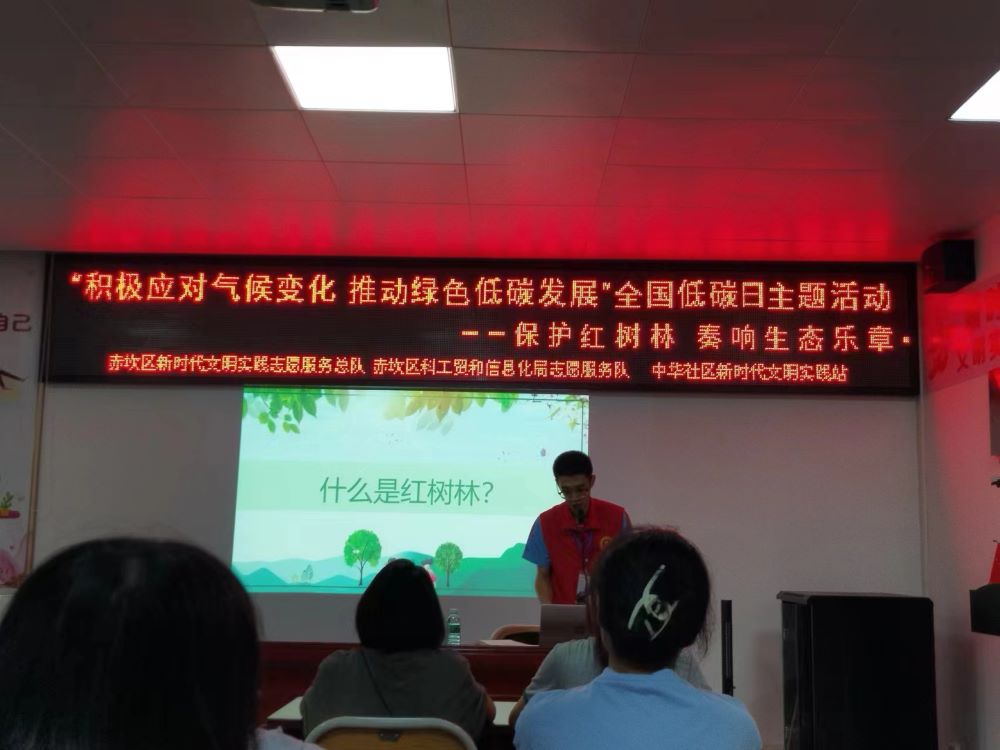 “积极应对气候变化 推动绿色低碳发展”全国低碳日主题活动
——保护红树林 奏响生态乐章
赤坎区新时代文明实践志愿服务总队 赤坎区科工贸和信息化局志愿服务队 中华社区新时代文明实践站
什么是红树林？
自己
文明